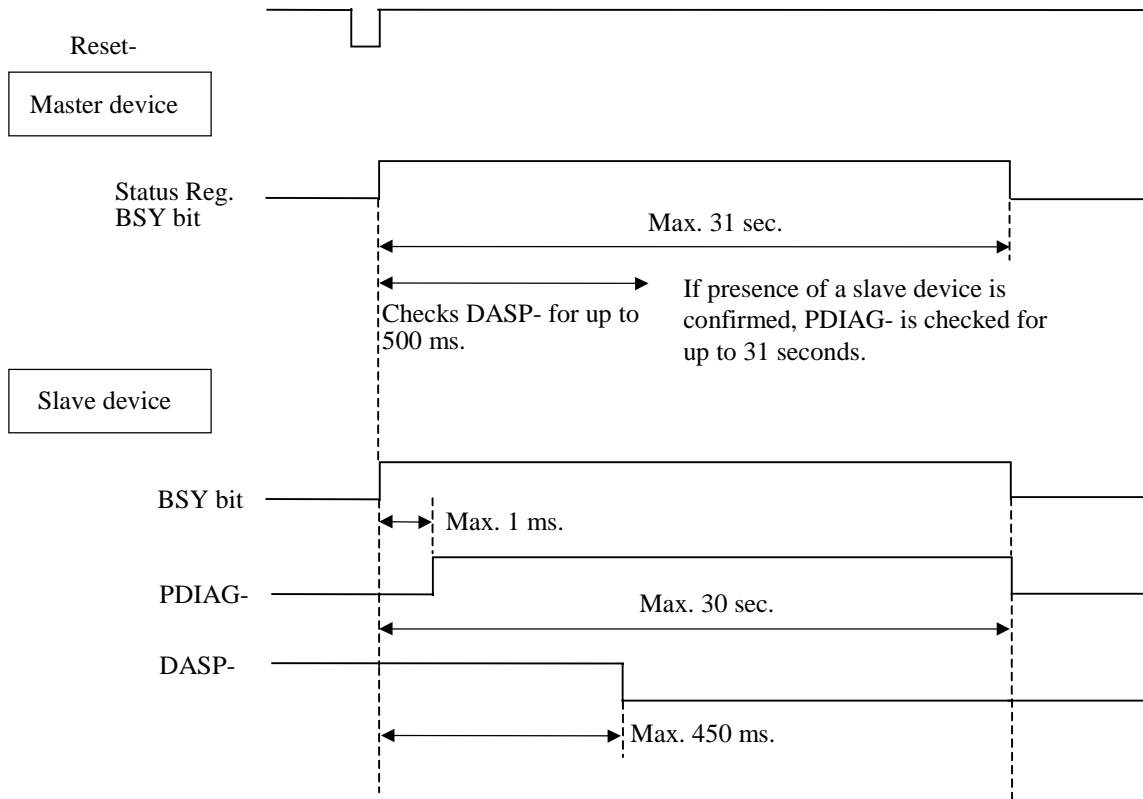 Reset-
Master device
Status Reg.
BSY bit
Max. 31 sec.
Checks DASP- for up to
500 ms.
If presence of a slave device is
confirmed, PDIAG- is checked for
up to 31 seconds.
Slave device
BSY bit
Max. 1 ms.
PDIAG-
Max. 30 sec.
DASP-
Max. 450 ms.